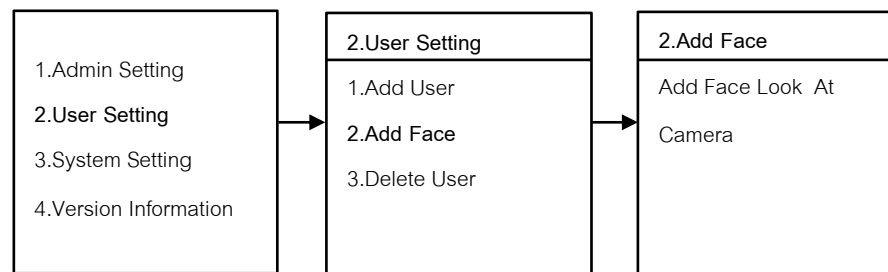 1.Admin Setting
2.User Setting
3.System Setting
4.Version Information
2.User Setting
1.Add User
2.Add Face
3.Delete User
2.Add Face
Add Face Look At
Camera